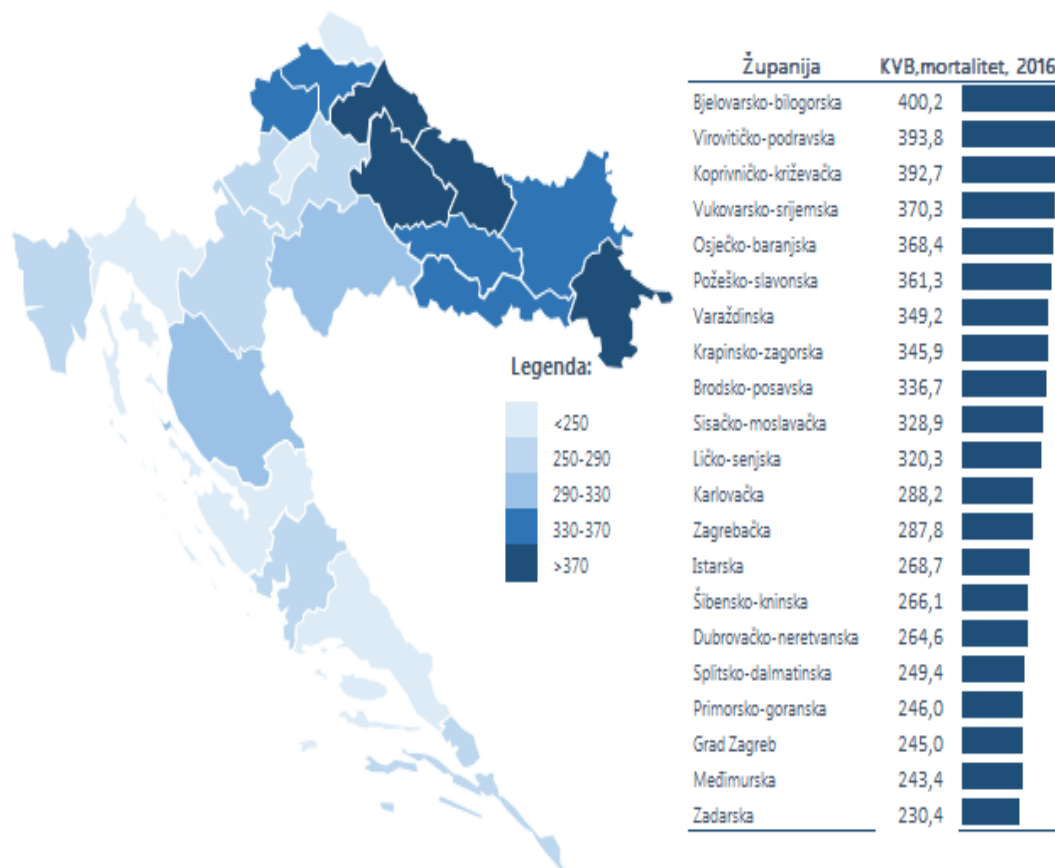 Županija KVB,mortalitet, 2016
Bjelovarsko-bilogorska 400,2
Virovitičko-podravska 393,8
Koprivničko-križevačka 392,7
Vukovarsko-srijemska 370,3
Osječko-baranjska 368,4
Požeško-slavonska 361,3
Varaždinska 349,2
Krapinsko-zagorska 345,9
Brodsko-posavska 336,7
Sisačko-moslavačka 328,9
Ličko-senjska 320,3
Karlovačka 288,2
Zagrebačka 287,8
Istarska 268,7
Šibensko-kninska 266,1
Dubrovačko-neretvanska 264,6
Splitsko-dalmatinska 249,4
Primorsko-goranska 246,0
Grad Zagreb 245,0
Međimurska 243,4
Zadarska 230,4
Legenda:
<250
250-290
290-330
330-370
>370